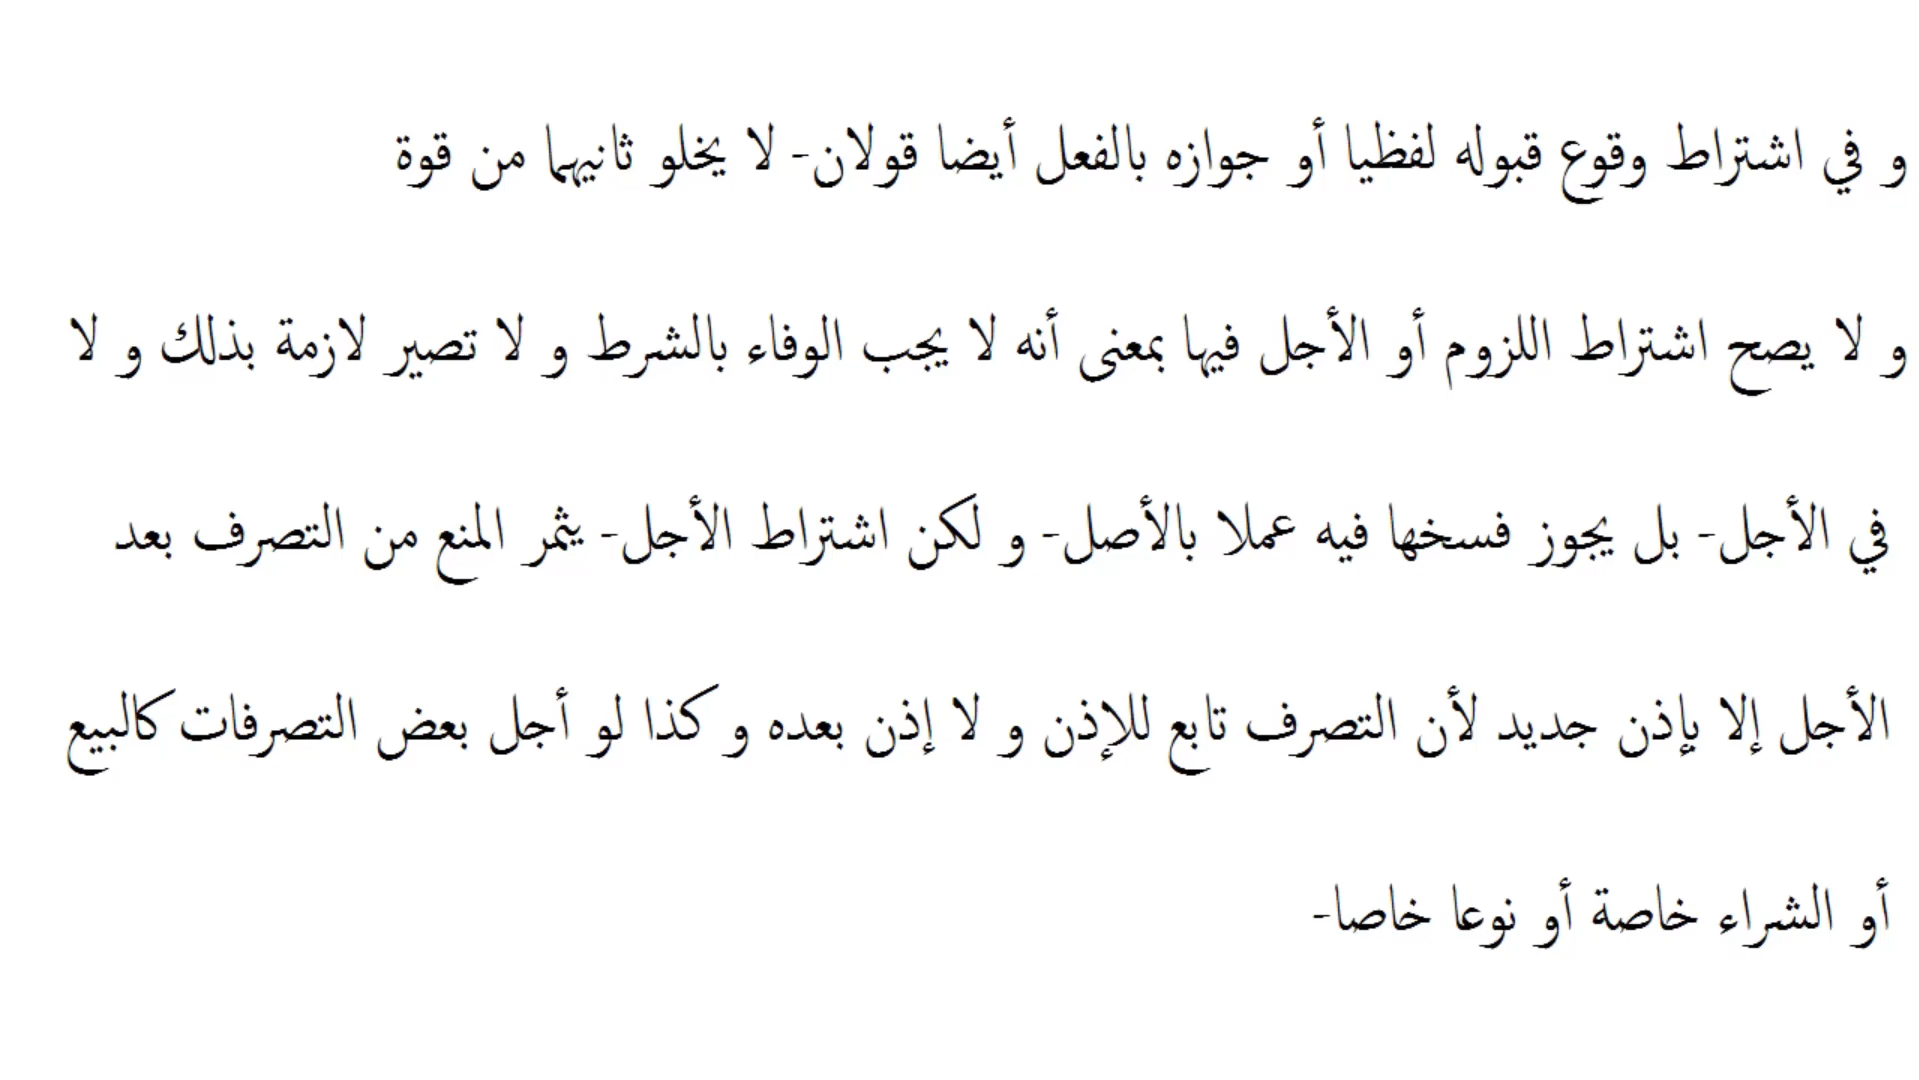 و في اشتراط وقوع قبوله لفظيا أو جوازه بالفعل أيضا قولان- لا يخلو ثانيهما من قوة
و لا يصح اشتراط اللزوم أو الأجل فيها بمعنى أنه لا يجب الوفاء بالشرط و لا تصير لازمة بذلك و لا
في الأجل- بل يجوز فسخها فيه عملا بالأصل- و لكن اشتراط الأجل- يثمر المنع من التصرف بعد
الأجل إلا بإذن جديد لأن التصرف تابع للإذن و لا إذن بعده و كذا لو أجل بعض التصرفات كالبيع
أو الشراء خاصة أو نوعا خاصا-